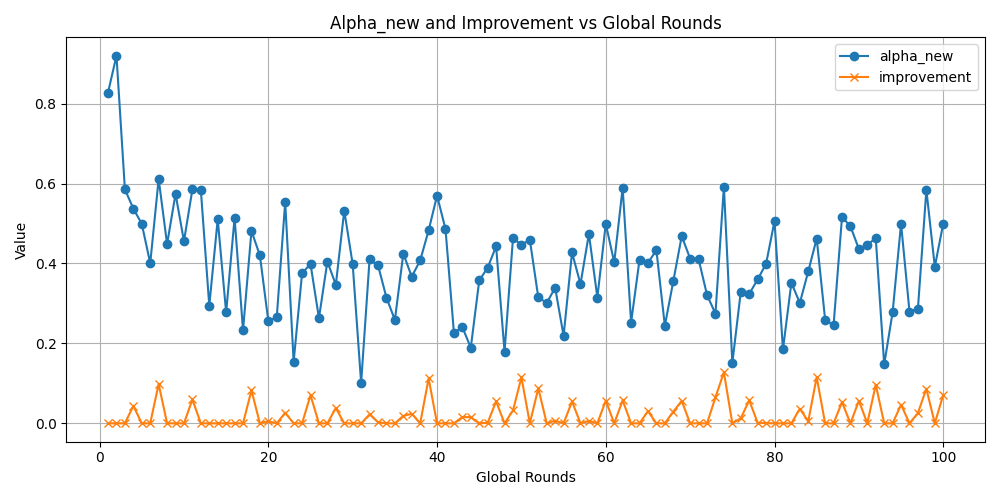 Alpha_new and Improvement vs Global Rounds
alpha_new
improvement
Value
0.8
0.6
0.4
0.2
0.0
0
20
40
60
80
100
Global Rounds